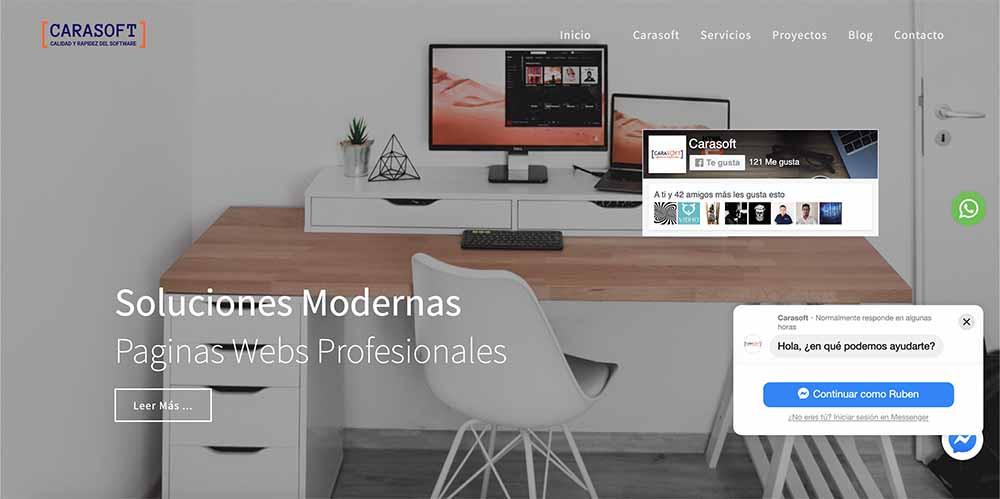 CARASOFT
CALIDAD Y RAPIDEZ DEL SOFTWARE
Inicio
Carasoft
Servicios
Proyectos
Blog
Contacto
Carasoft
CARASOFT
Te gusta
121 Me gusta
A ti y 42 amigos más les gusta esto
Soluciones Modernas
Paginas Webs Profesionales
Leer Más ...
Carasoft · Normalmente responde en algunas
horas
Hola, ¿en qué podemos ayudarte?
Continuar como Ruben
¿No eres tú? Iniciar sesión en Messenger